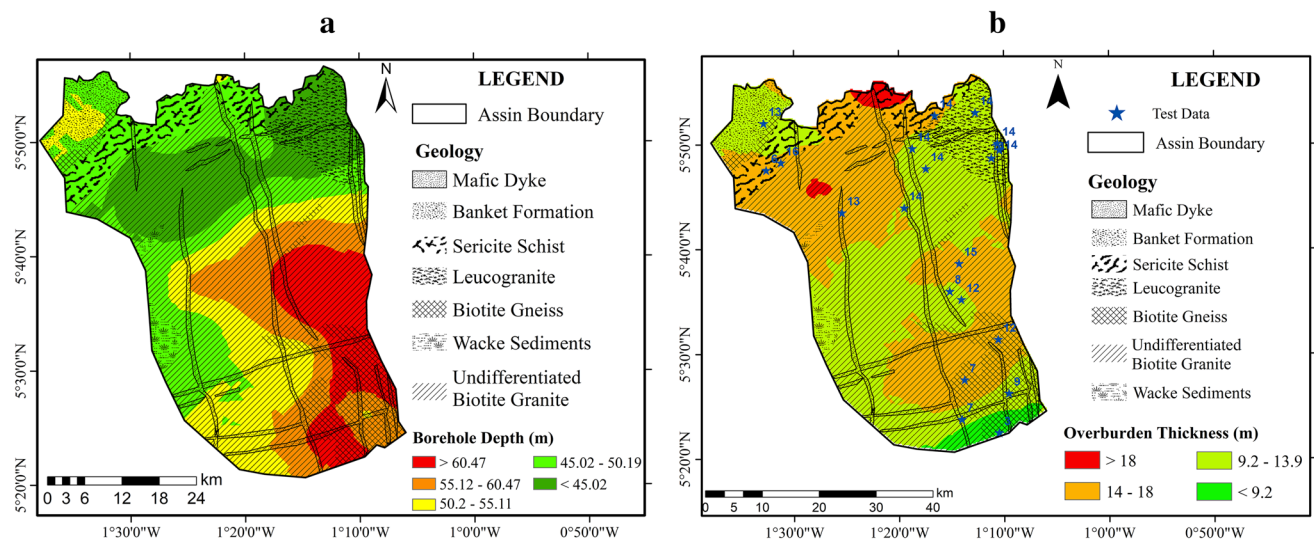 a
N
LEGEND
Assin Boundary
Geology
Mafic Dyke
Banket Formation
Sericite Schist
Leucogranite
Biotite Gneiss
Wacke Sediments
Undifferentiated
Biotite Granite
Borehole Depth (m)
> 60.47
45.02 - 50.19
55.12 - 60.47
< 45.02
50.2 - 55.11
5°50'0"N
5°40'0"N
5°30'0"N
5°20'0"N
km
0 3 6 12 18 24
1°30'0"W 1°20'0"W 1°10'0"W 1°0'0"W 0°50'0"W
b
N
LEGEND
Test Data
Assin Boundary
Geology
Mafic Dyke
Banket Formation
Sericite Schist
Leucogranite
Biotite Gneiss
Undifferentiated
Biotite Granite
Wacke Sediments
Overburden Thickness (m)
> 18
9.2 - 13.9
14 - 18
< 9.2
5°50'0"N
5°40'0"N
5°30'0"N
5°20'0"N
13
14
14
14
13
14
15
8
12
12
7
9
7
km
0 5 10 20 30 40
1°30'0"W 1°20'0"W 1°10'0"W 1°0'0"W 0°50'0"W